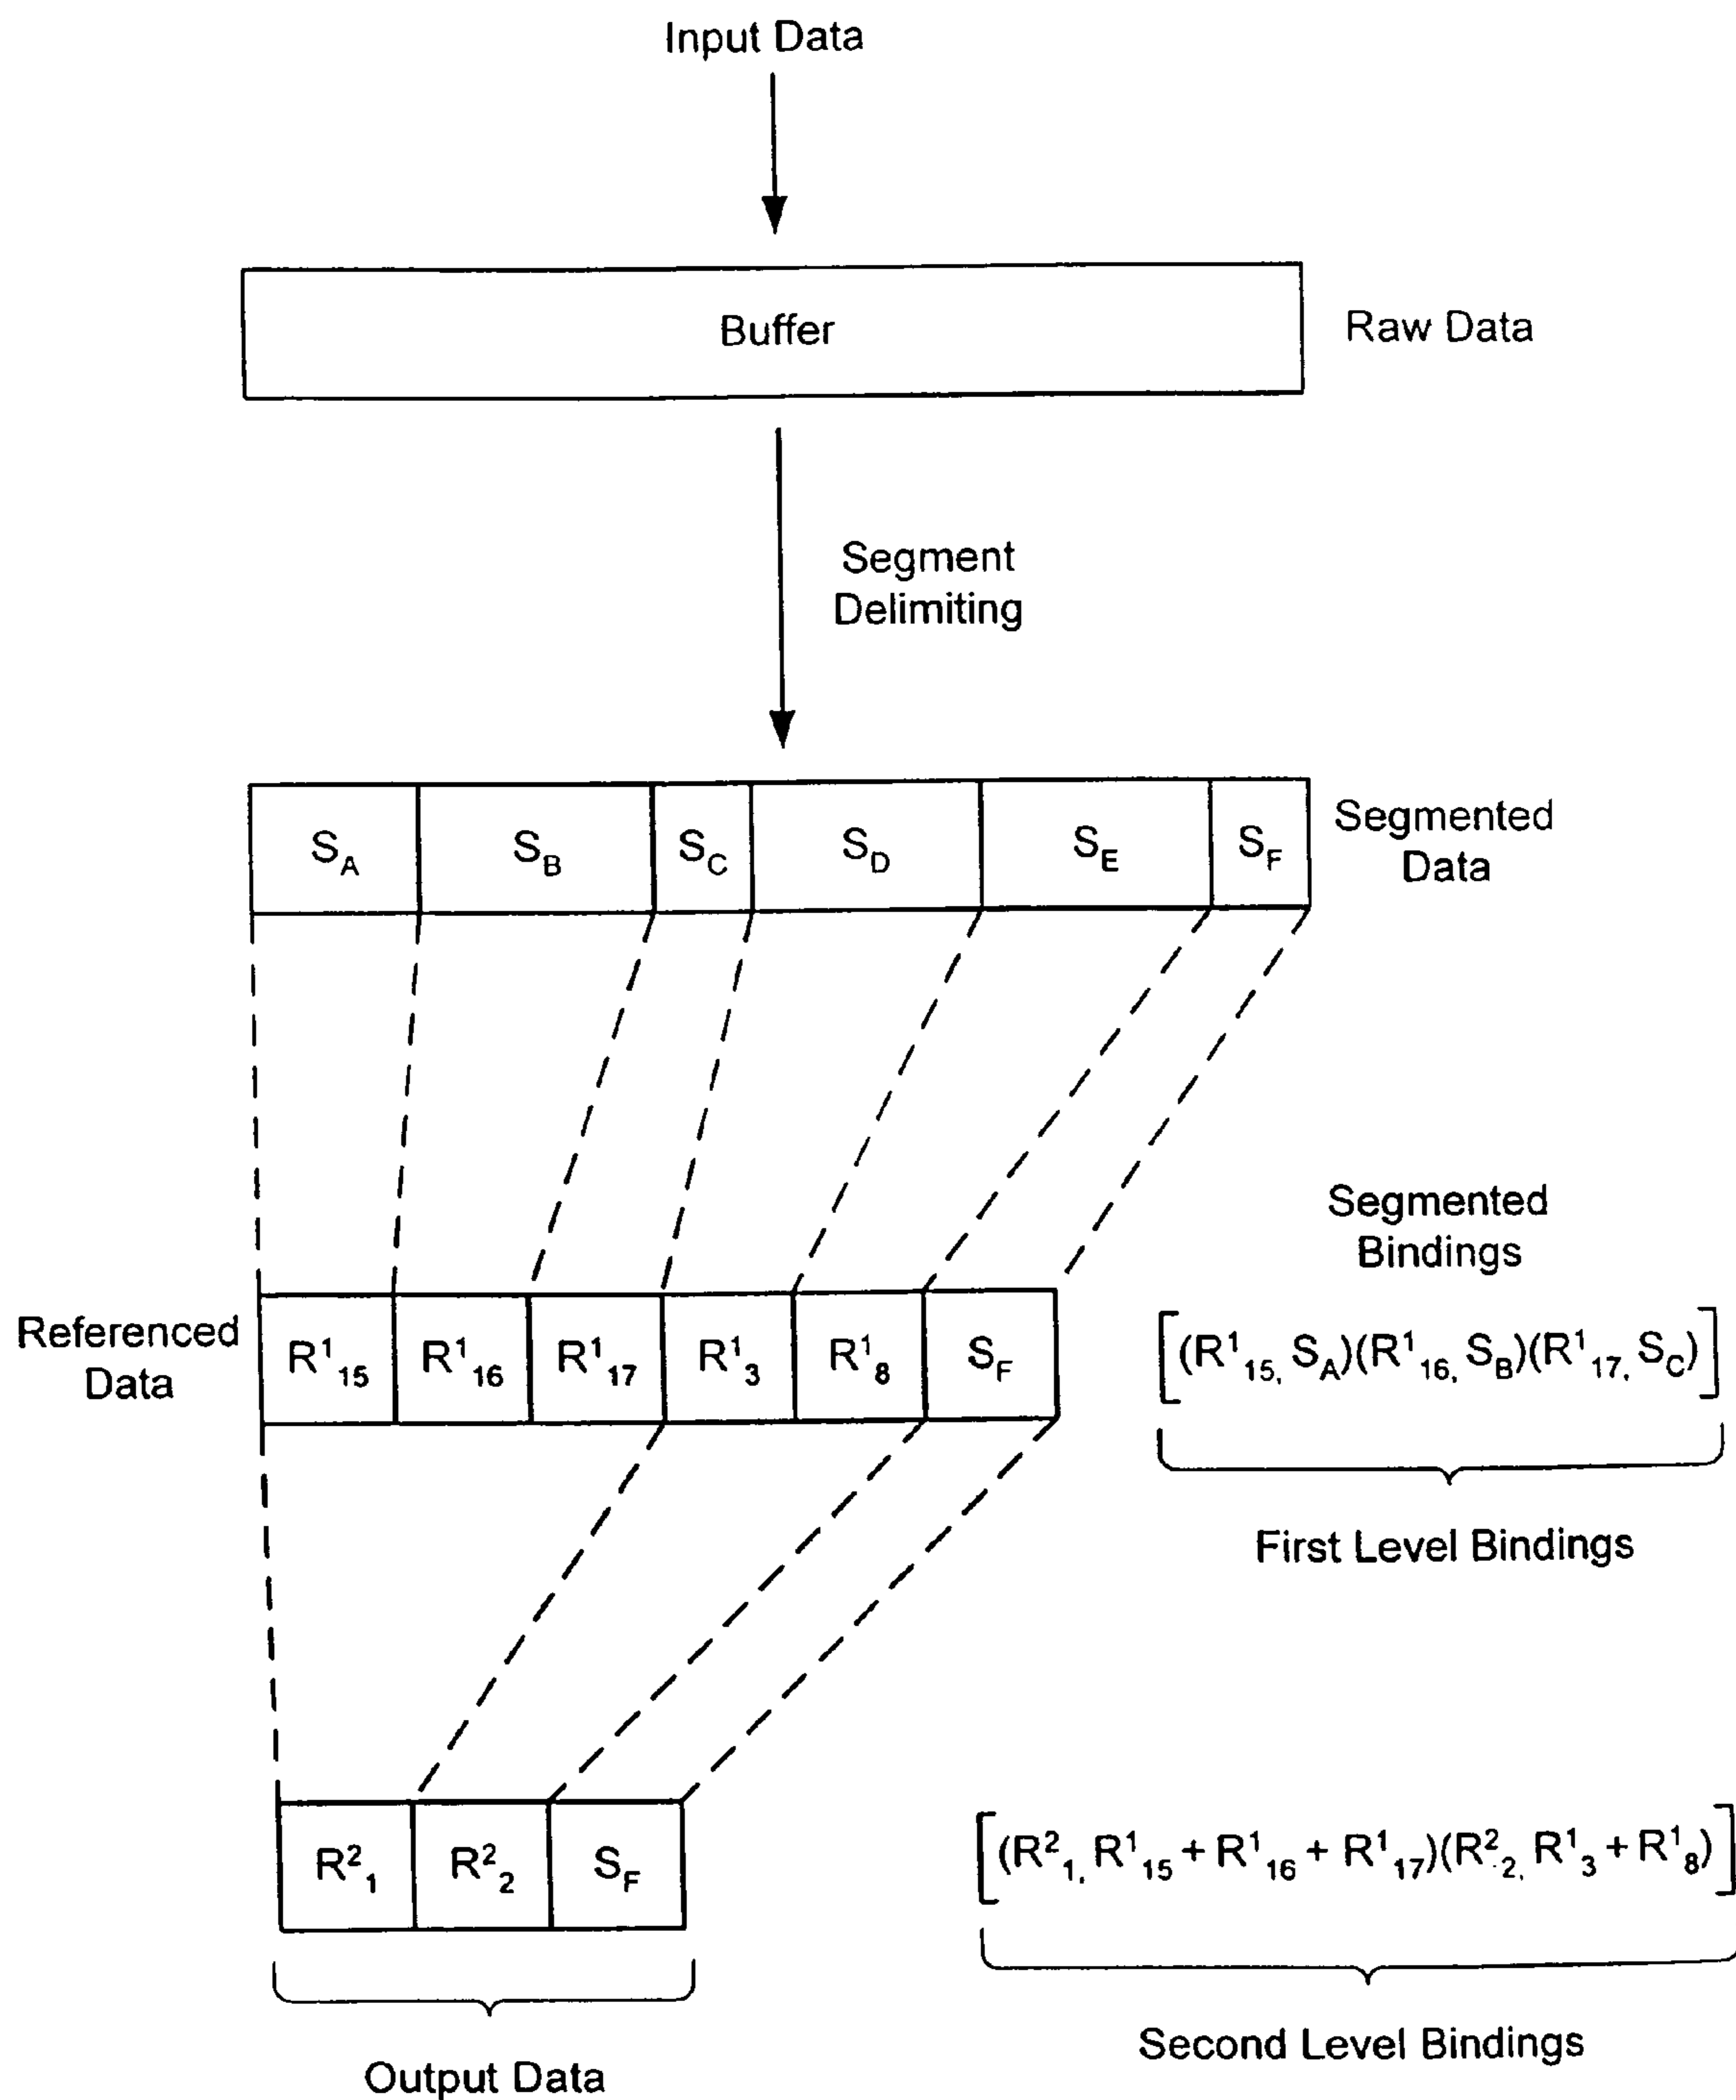 Input Data
Buffer
Raw Data
Segment
Delimiting
S_A S_B S_C S_D S_E S_F
Segmented
Data
Segmented
Bindings
Referenced
Data
R¹₁₅ R¹₁₆ R¹₁₇ R¹₃ R¹₈ S_F
[(R¹₁₅, S_A)(R¹₁₆, S_B)(R¹₁₇, S_C)]
First Level Bindings
R²₁ R²₂ S_F
[(R²₁, R¹₁₅ + R¹₁₆ + R¹₁₇)(R²₂, R¹₃ + R¹₈)]
Output Data
Second Level Bindings